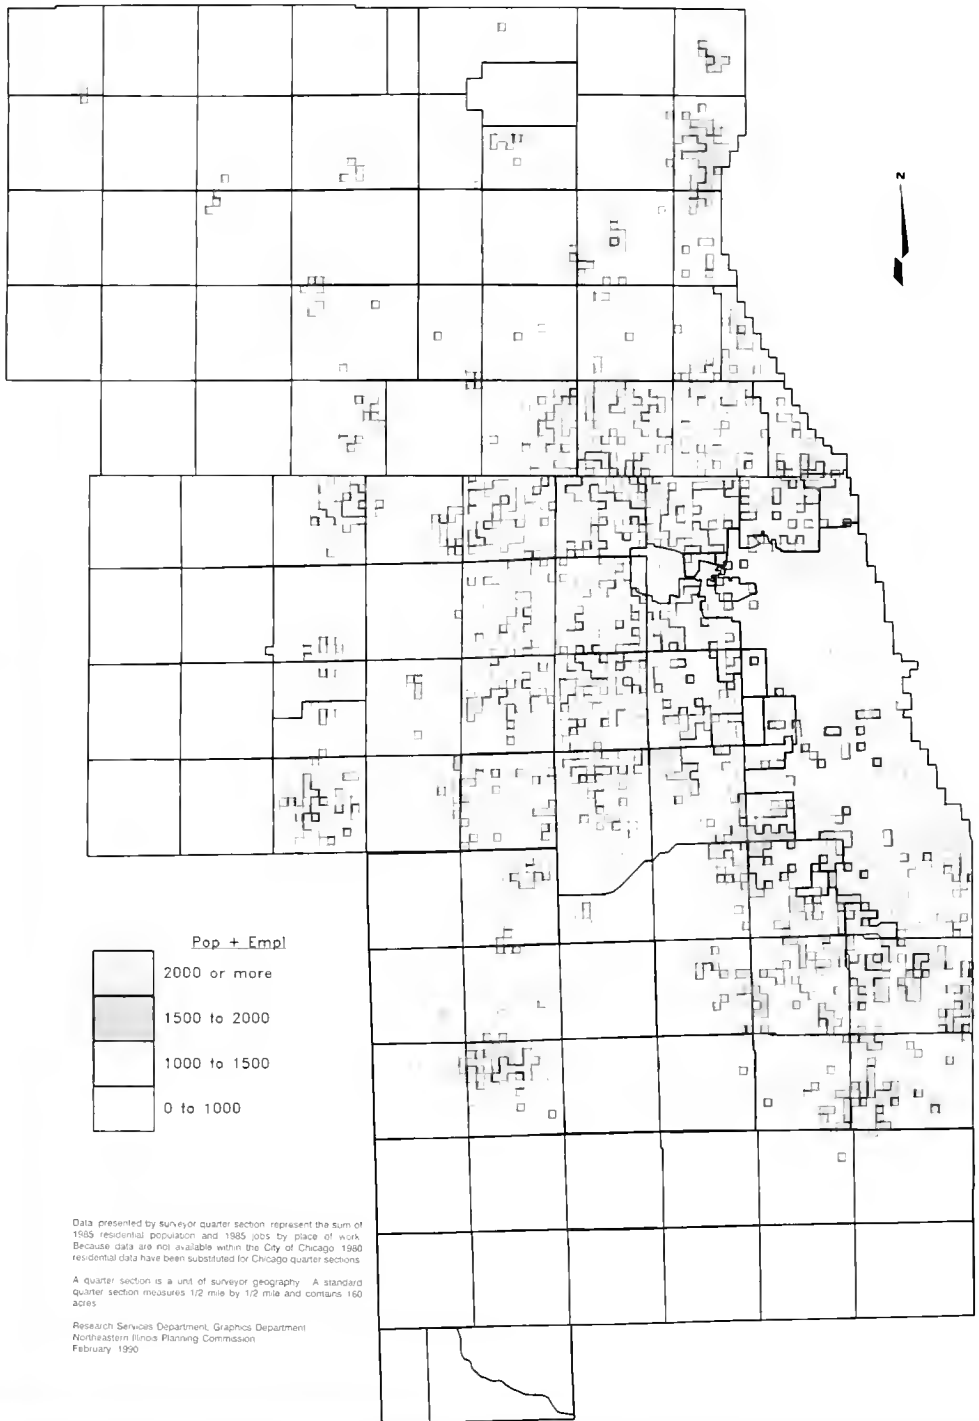 N
Pop + Empl
2000 or more
1500 to 2000
1000 to 1500
0 to 1000
Data presented by surveyor quarter section represent the sum of
1985 residential population and 1985 jobs by place of work
Because data are not available within the City of Chicago 1980
residential data have been substituted for Chicago quarter sections
A quarter section is a unit of surveyor geography A standard
quarter section measures 1/2 mile by 1/2 mile and contains 160
acres
Research Services Department, Graphics Department
Northeastern Illinois Planning Commission
February 1990